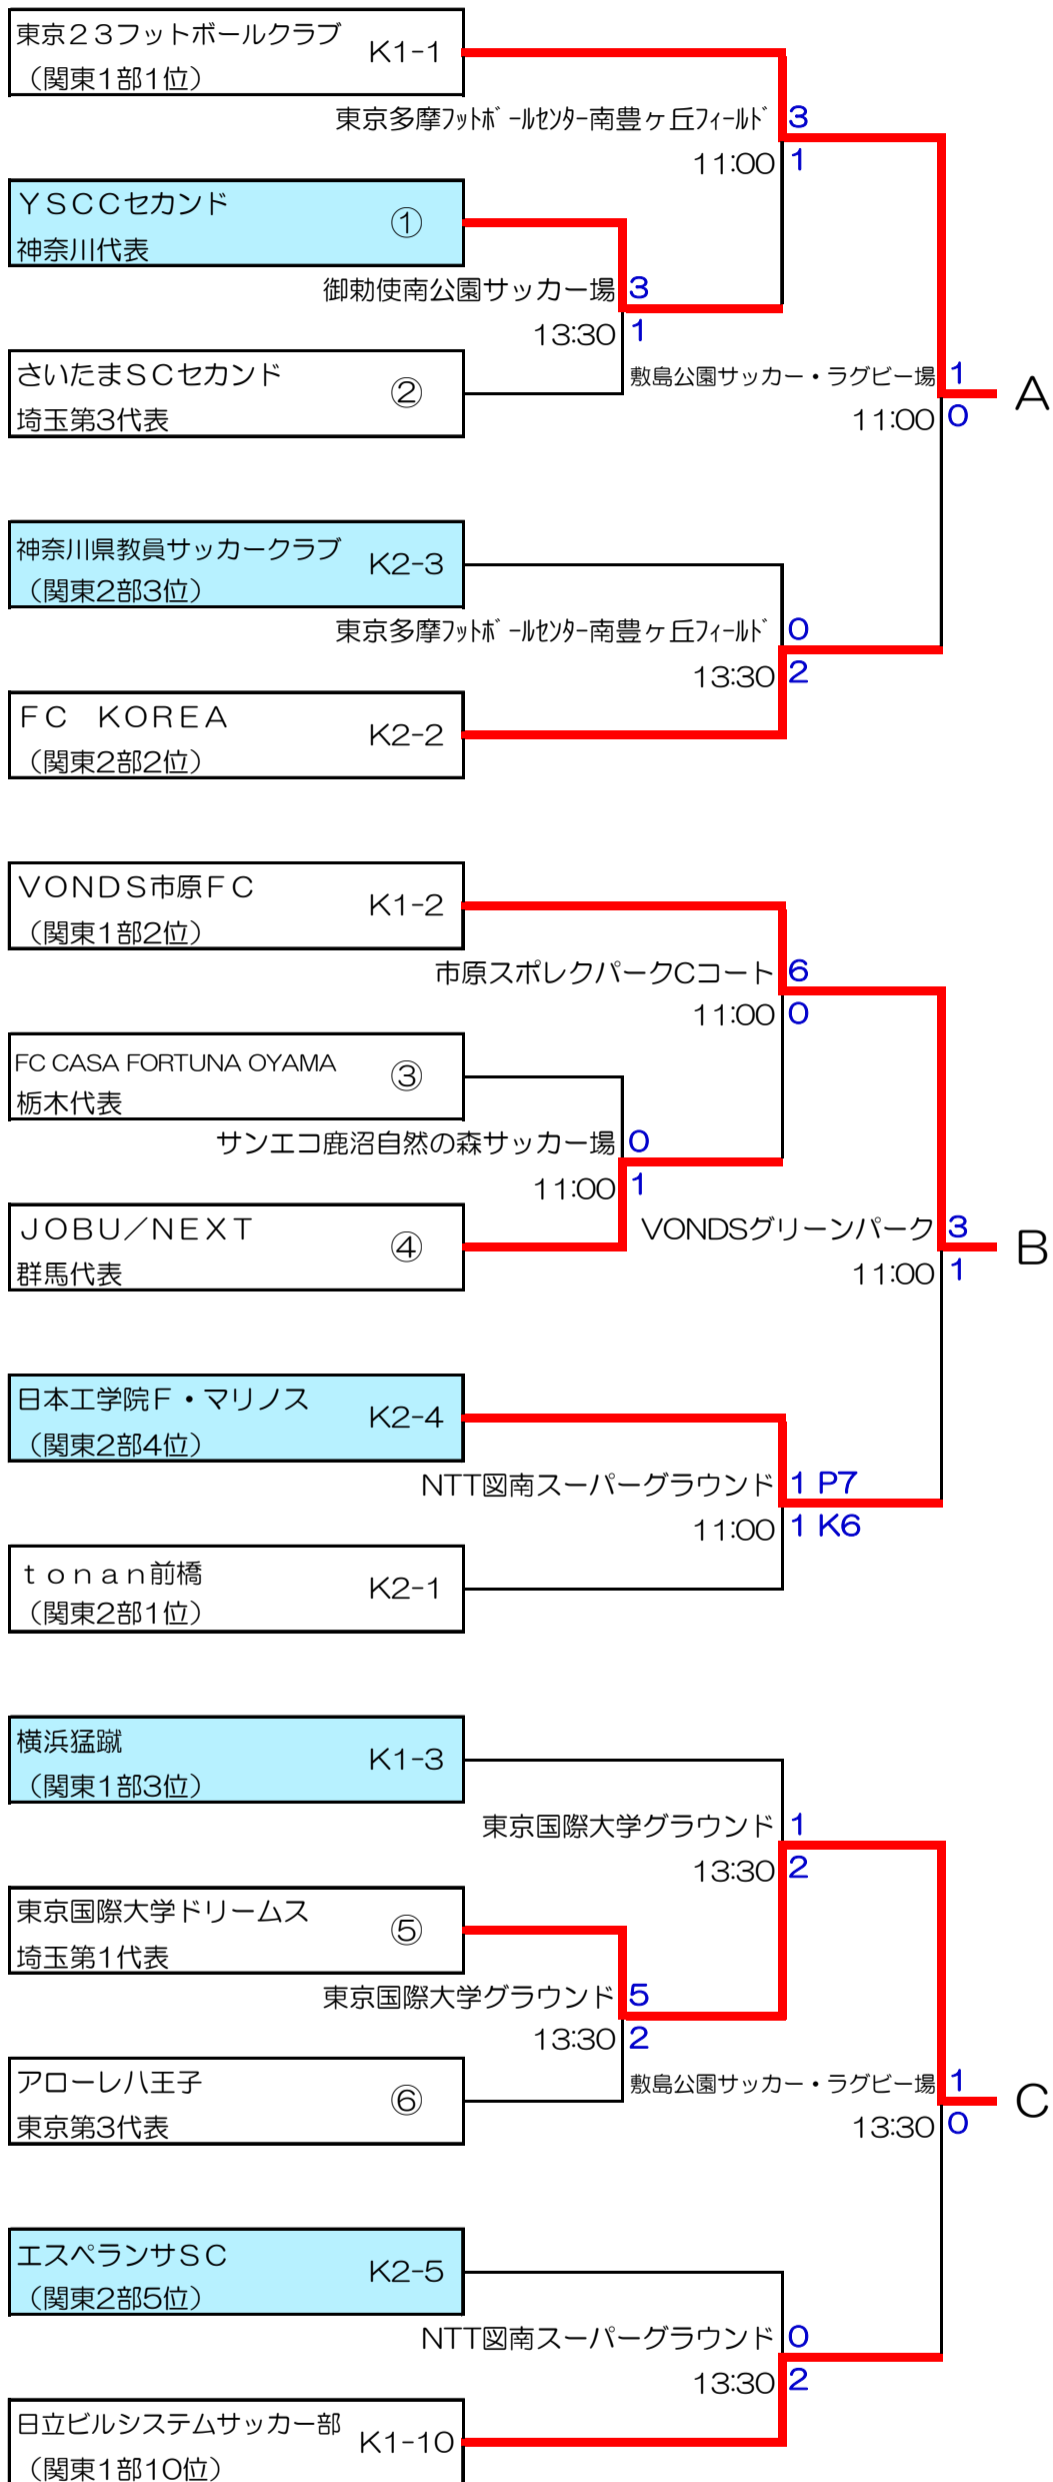 東京２３フットボールクラブ
（関東1部1位）
K1-1
東京多摩ﾌｯﾄﾎﾞｰﾙｾﾝﾀｰ南豊ヶ丘ﾌｨｰﾙﾄﾞ
3
11:00
1
ＹＳＣＣセカンド
神奈川代表
①
御勅使南公園サッカー場
3
13:30
1
さいたまＳＣセカンド
埼玉第3代表
②
敷島公園サッカー・ラグビー場
1
11:00
0
A
神奈川県教員サッカークラブ
（関東2部3位）
K2-3
東京多摩ﾌｯﾄﾎﾞｰﾙｾﾝﾀｰ南豊ヶ丘ﾌｨｰﾙﾄﾞ
0
13:30
2
ＦＣ　ＫＯＲＥＡ
（関東2部2位）
K2-2
ＶＯＮＤＳ市原ＦＣ
（関東1部2位）
K1-2
市原スポレクパークCコート
6
11:00
0
FC CASA FORTUNA OYAMA
栃木代表
③
サンエコ鹿沼自然の森サッカー場
0
11:00
1
ＪＯＢＵ／ＮＥＸＴ
群馬代表
④
VONDSグリーンパーク
3
11:00
1
B
日本工学院Ｆ・マリノス
（関東2部4位）
K2-4
NTT図南スーパーグラウンド
1 P7
11:00
1 K6
ｔｏｎａｎ前橋
（関東2部1位）
K2-1
横浜猛蹴
（関東1部3位）
K1-3
東京国際大学グラウンド
1
13:30
2
東京国際大学ドリームス
埼玉第1代表
⑤
東京国際大学グラウンド
5
13:30
2
アローレ八王子
東京第3代表
⑥
敷島公園サッカー・ラグビー場
1
13:30
0
C
エスペランサＳＣ
（関東2部5位）
K2-5
NTT図南スーパーグラウンド
0
13:30
2
日立ビルシステムサッカー部
（関東1部10位）
K1-10